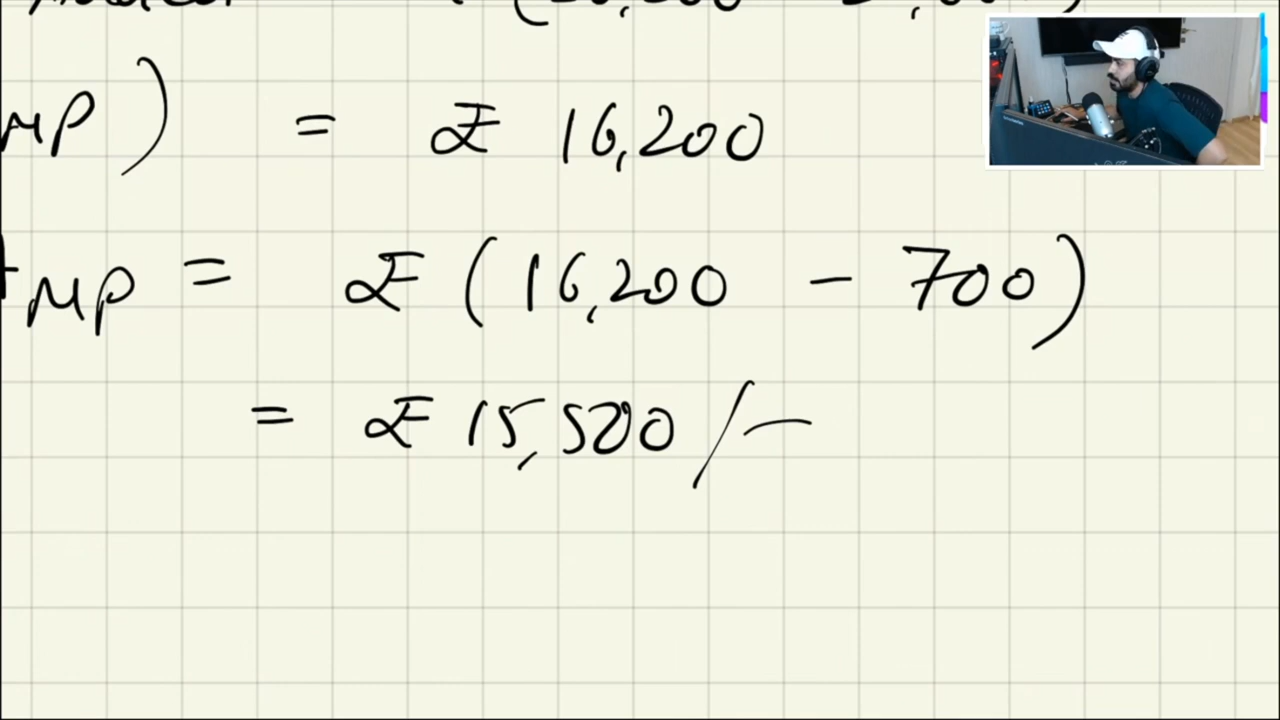 MP) = ₹ 16,200
MP = ₹ (16,200 - 700)
= ₹ 15,500/-